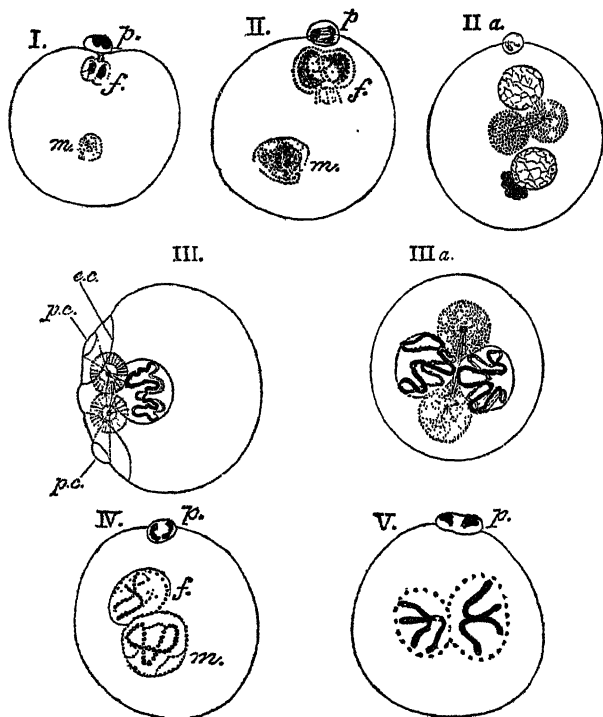 I. p. II. p II a.
f. f.
m. m.
III. III a.
c.c.
p.c.
p.c.
IV. p. V. p.
f.
m.